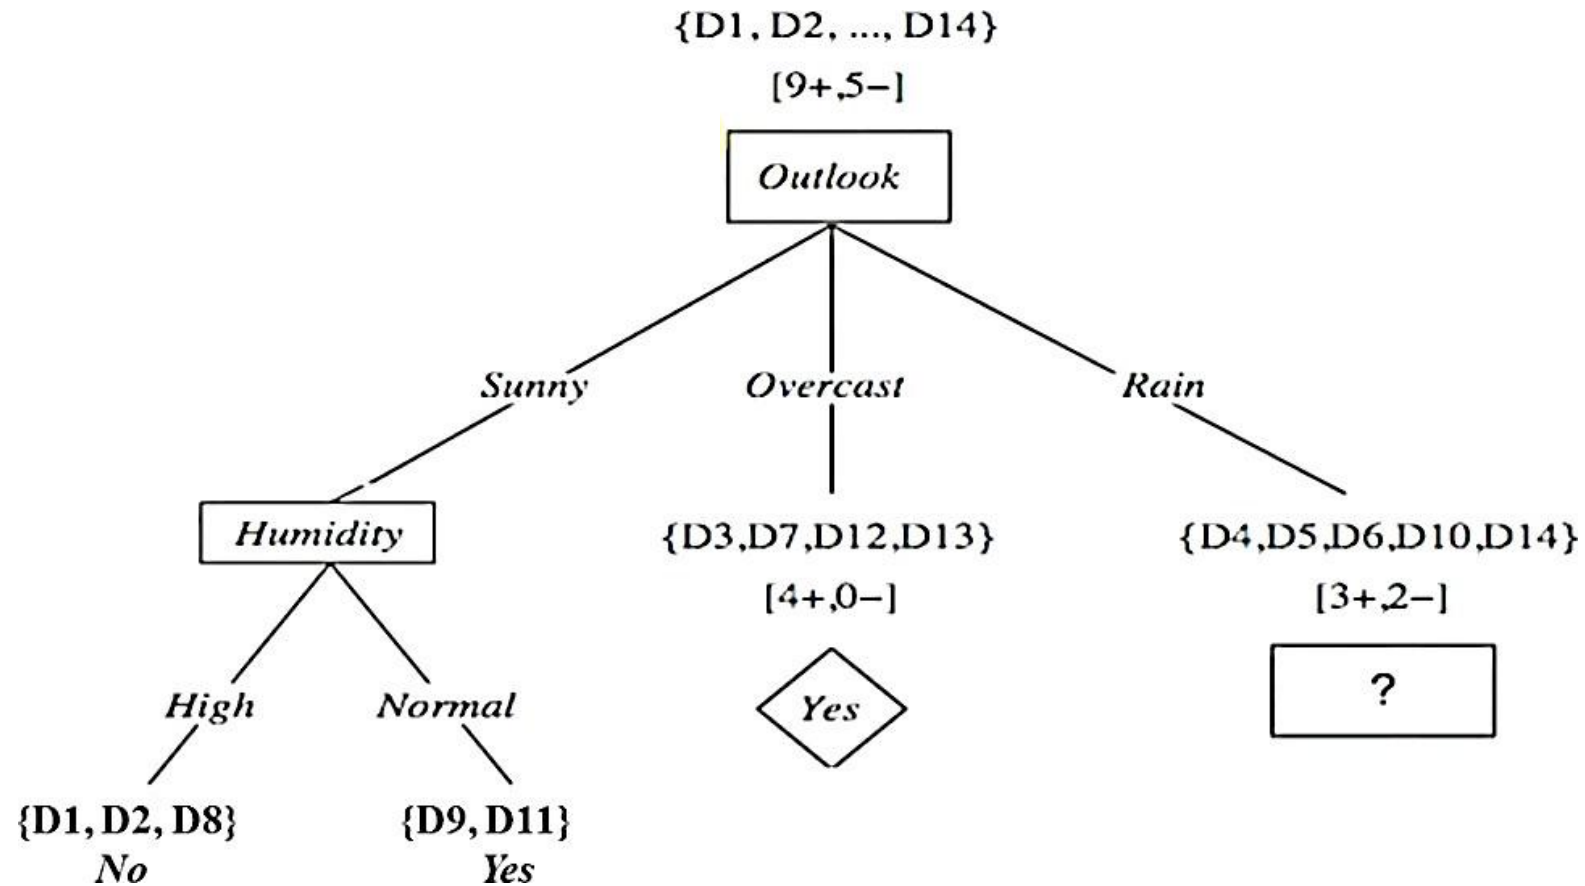 {D1, D2, ..., D14}
[9+,5−]
Outlook
Sunny
Overcast
Rain
Humidity
{D3,D7,D12,D13}
{D4,D5,D6,D10,D14}
[4+,0−]
[3+,2−]
High
Normal
Yes
?
{D1, D2, D8}
{D9, D11}
No
Yes